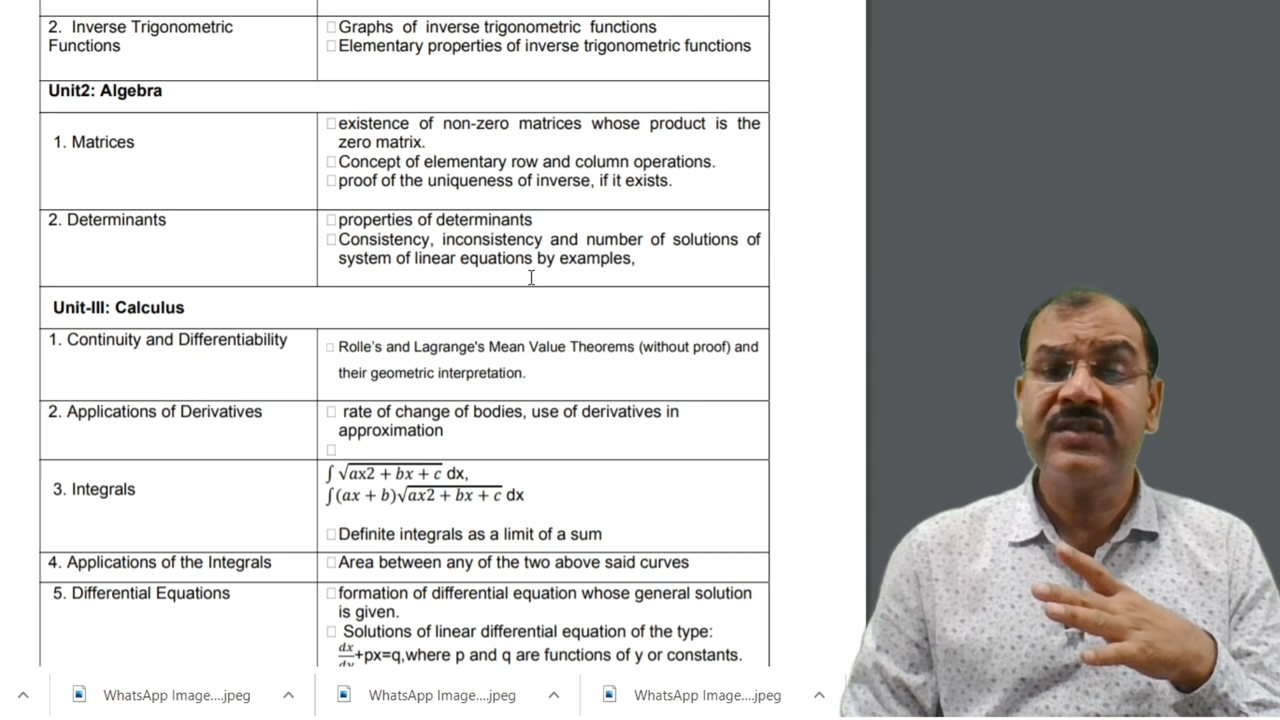 2. Inverse Trigonometric
Functions
Graphs of inverse trigonometric functions
Elementary properties of inverse trigonometric functions
Unit2: Algebra
1. Matrices
existence of non-zero matrices whose product is the
zero matrix.
Concept of elementary row and column operations.
proof of the uniqueness of inverse, if it exists.
2. Determinants
properties of determinants
Consistency, inconsistency and number of solutions of
system of linear equations by examples,
Unit-III: Calculus
1. Continuity and Differentiability
Rolle's and Lagrange's Mean Value Theorems (without proof) and
their geometric interpretation.
2. Applications of Derivatives
rate of change of bodies, use of derivatives in
approximation
3. Integrals
∫ √ax2 + bx + c dx,
∫(ax + b)√ax2 + bx + c dx
Definite integrals as a limit of a sum
4. Applications of the Integrals
Area between any of the two above said curves
5. Differential Equations
formation of differential equation whose general solution
is given.
Solutions of linear differential equation of the type:
dx/dy+px=q,where p and q are functions of y or constants.
WhatsApp Image....jpeg
WhatsApp Image....jpeg
WhatsApp Image....jpeg